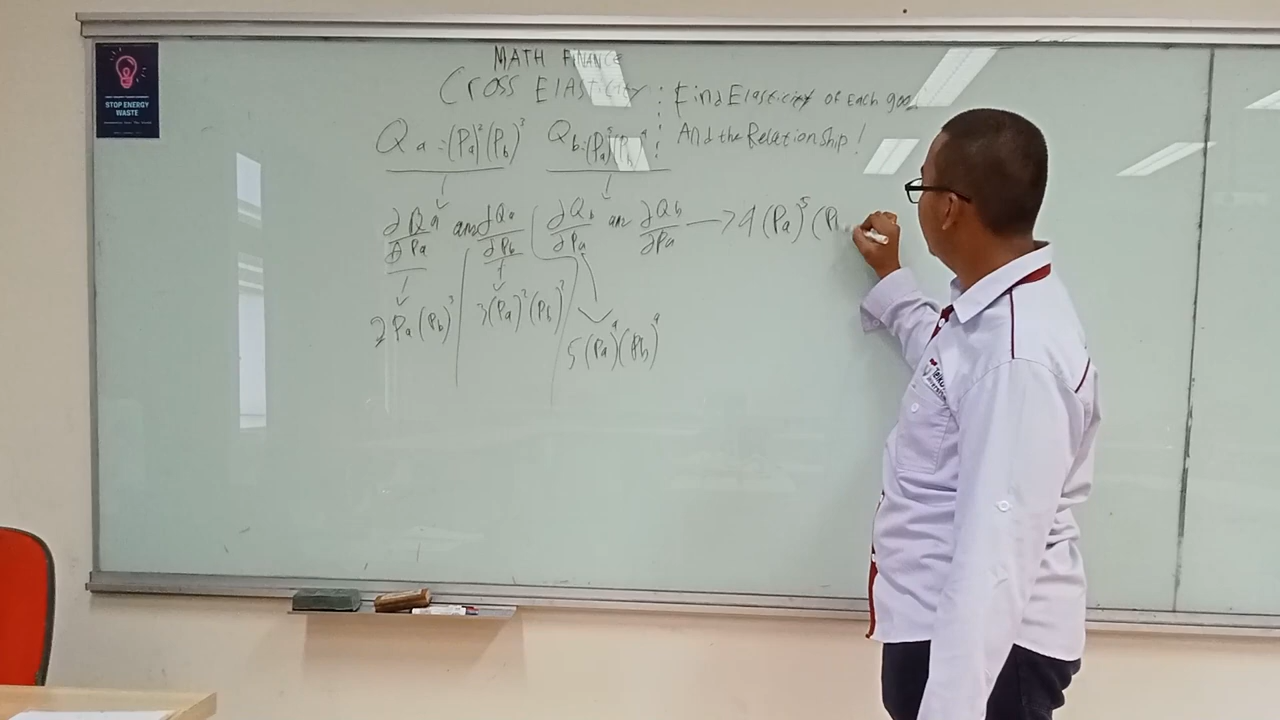 STOP ENERGY
WASTE
MATH FINANCE
CROSS ELASTICITY : Find Elasticity of Each good
And the Relationship!
Qa = (Pa)² (Pb)³   Qb = (Pa)⁵ (Pb)⁴
∂Qa/∂Pa and ∂Qa/∂Pb   ∂Qb/∂Pa an ∂Qb/∂Pa → 4 (Pa)⁵ (P
2 Pa (Pb)³   3(Pa)² (Pb)³
5 (Pa)⁴ (Pb)⁴